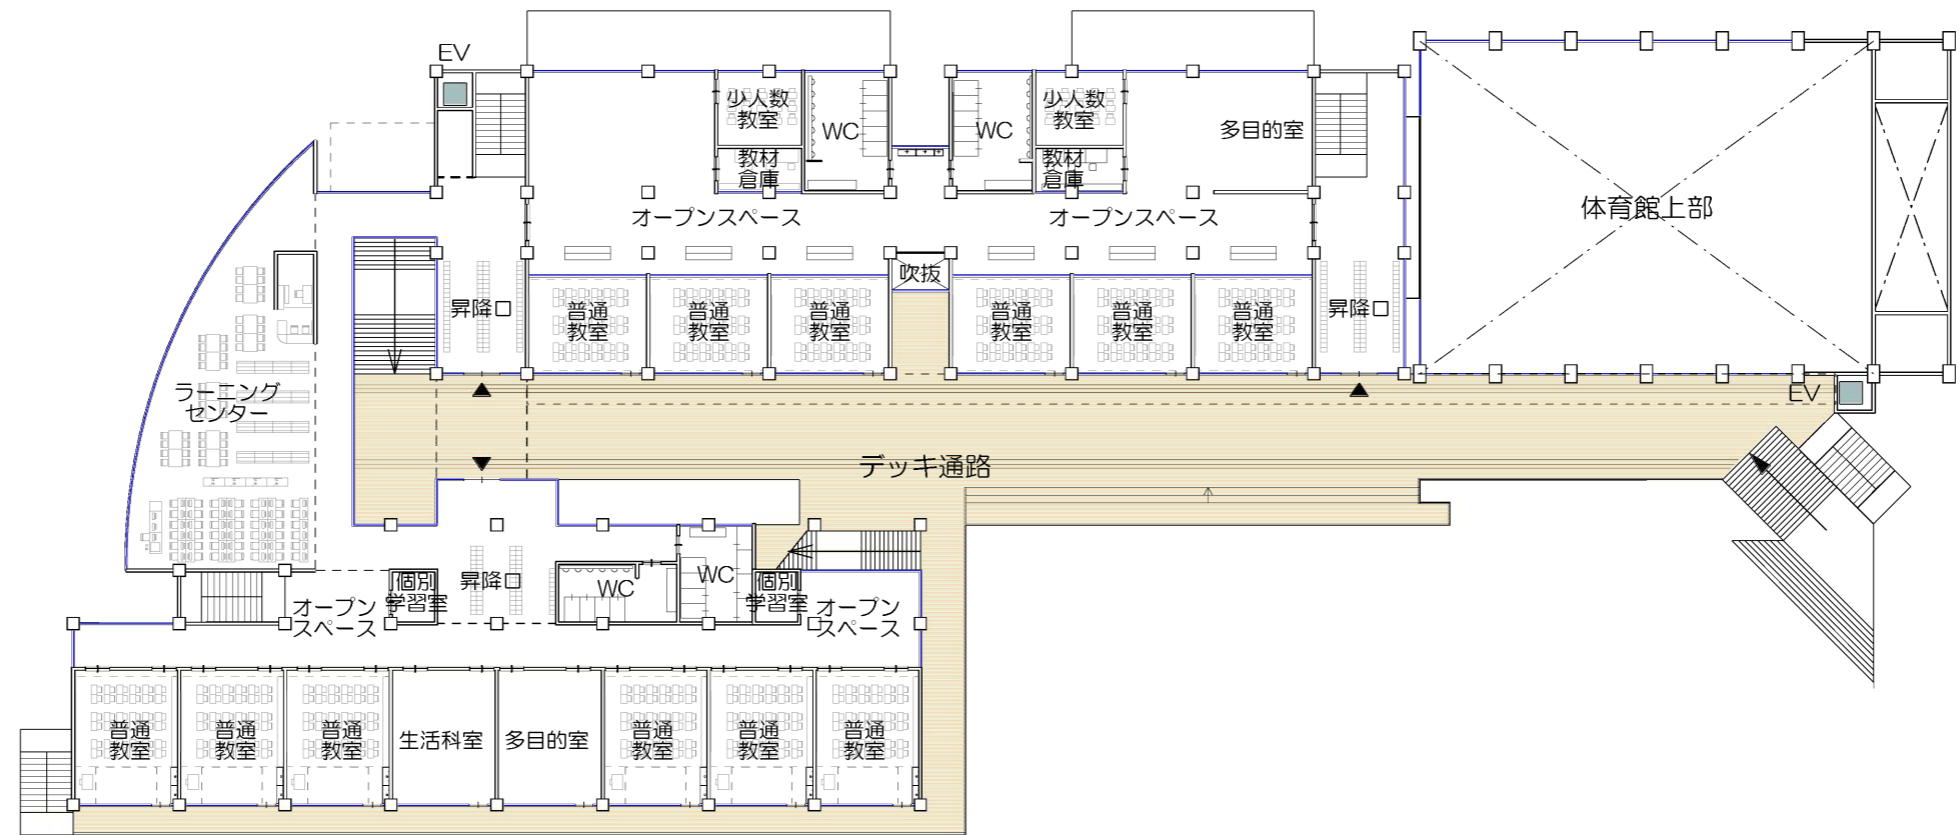 EV
少人数
教室
WC
WC
少人数
教室
多目的室
教材
倉庫
教材
倉庫
オープンスペース
オープンスペース
体育館上部
吹抜
昇降口
普通
教室
普通
教室
普通
教室
普通
教室
普通
教室
普通
教室
昇降口
ラーニング
センター
EV
デッキ通路
オープン
スペース
個別
学習室
昇降口
WC
WC
個別
学習室
オープン
スペース
普通
教室
普通
教室
普通
教室
生活科室
多目的室
普通
教室
普通
教室
普通
教室